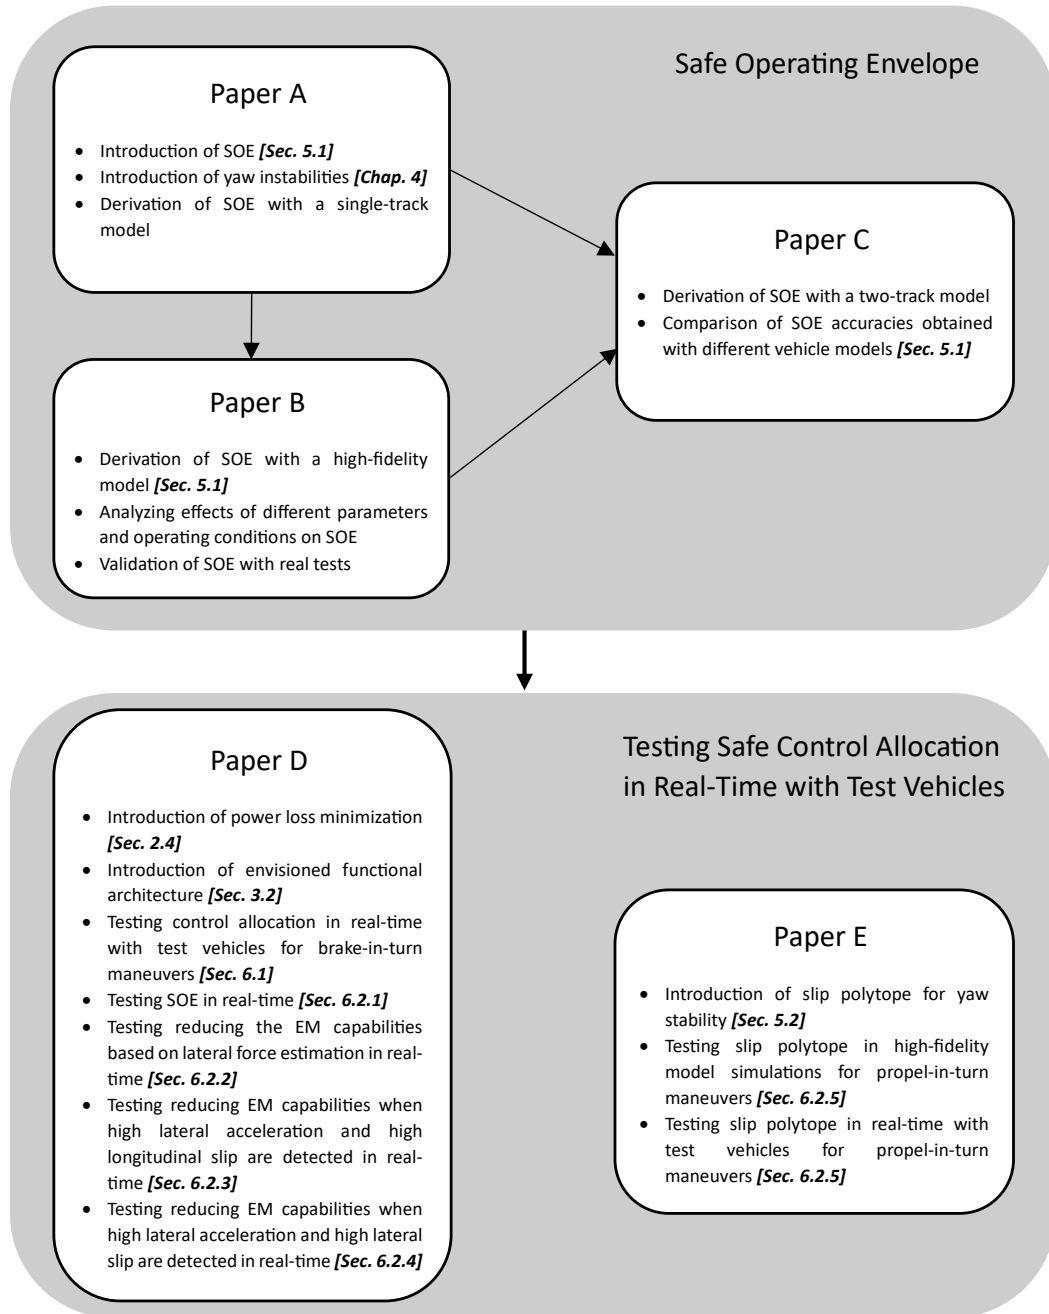 Safe Operating Envelope
Paper A
• Introduction of SOE [Sec. 5.1]
• Introduction of yaw instabilities [Chap. 4]
• Derivation of SOE with a single-track
model
Paper B
• Derivation of SOE with a high-fidelity
model [Sec. 5.1]
• Analyzing effects of different parameters
and operating conditions on SOE
• Validation of SOE with real tests
Paper C
• Derivation of SOE with a two-track model
• Comparison of SOE accuracies obtained
with different vehicle models [Sec. 5.1]
Testing Safe Control Allocation
in Real-Time with Test Vehicles
Paper D
• Introduction of power loss minimization
[Sec. 2.4]
• Introduction of envisioned functional
architecture [Sec. 3.2]
• Testing control allocation in real-time
with test vehicles for brake-in-turn
maneuvers [Sec. 6.1]
• Testing SOE in real-time [Sec. 6.2.1]
• Testing reducing the EM capabilities
based on lateral force estimation in real-
time [Sec. 6.2.2]
• Testing reducing EM capabilities when
high lateral acceleration and high
longitudinal slip are detected in real-
time [Sec. 6.2.3]
• Testing reducing EM capabilities when
high lateral acceleration and high lateral
slip are detected in real-time [Sec. 6.2.4]
Paper E
• Introduction of slip polytope for yaw
stability [Sec. 5.2]
• Testing slip polytope in high-fidelity
model simulations for propel-in-turn
maneuvers [Sec. 6.2.5]
• Testing slip polytope in real-time with
test vehicles for propel-in-turn
maneuvers [Sec. 6.2.5]